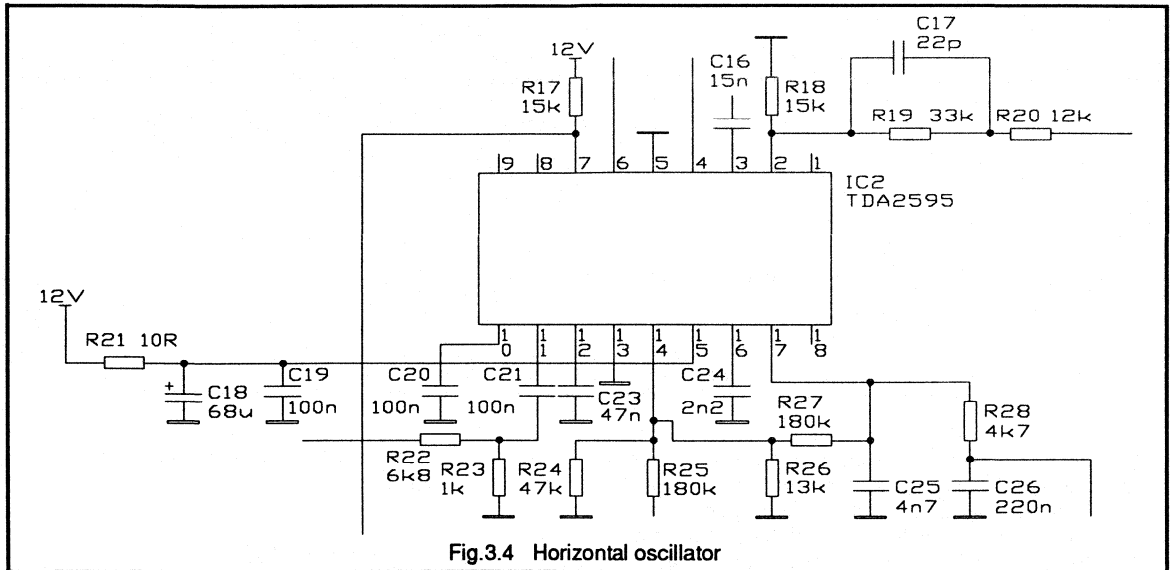 C17
22p
12V
C16
15n
R17
15k
R18
15k
R19 33k
R20 12k
9 8 7 6 5 4 3 2 1
IC2
TDA2595
12V
R21 10R
10 11 12 13 14 15 16 17 18
+
C18
68u
C19
100n
C20
100n
C21
100n
C23
47n
C24
2n2
R27
180k
R28
4k7
R22
6k8
R23
1k
R24
47k
R25
180k
R26
13k
C25
4n7
C26
220n
Fig.3.4 Horizontal oscillator